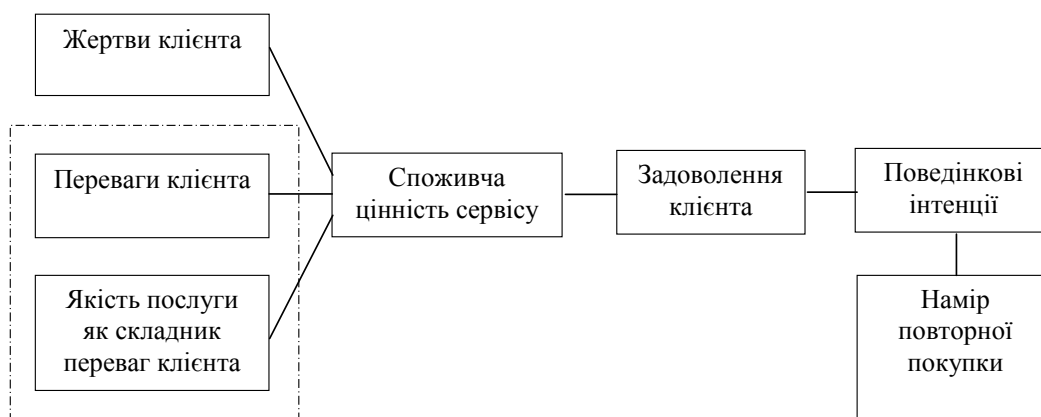 Жертви клієнта
Переваги клієнта
Якість послуги
як складник
переваг клієнта
Споживча
цінність сервісу
Задоволення
клієнта
Поведінкові
інтенції
Намір
повторної
покупки